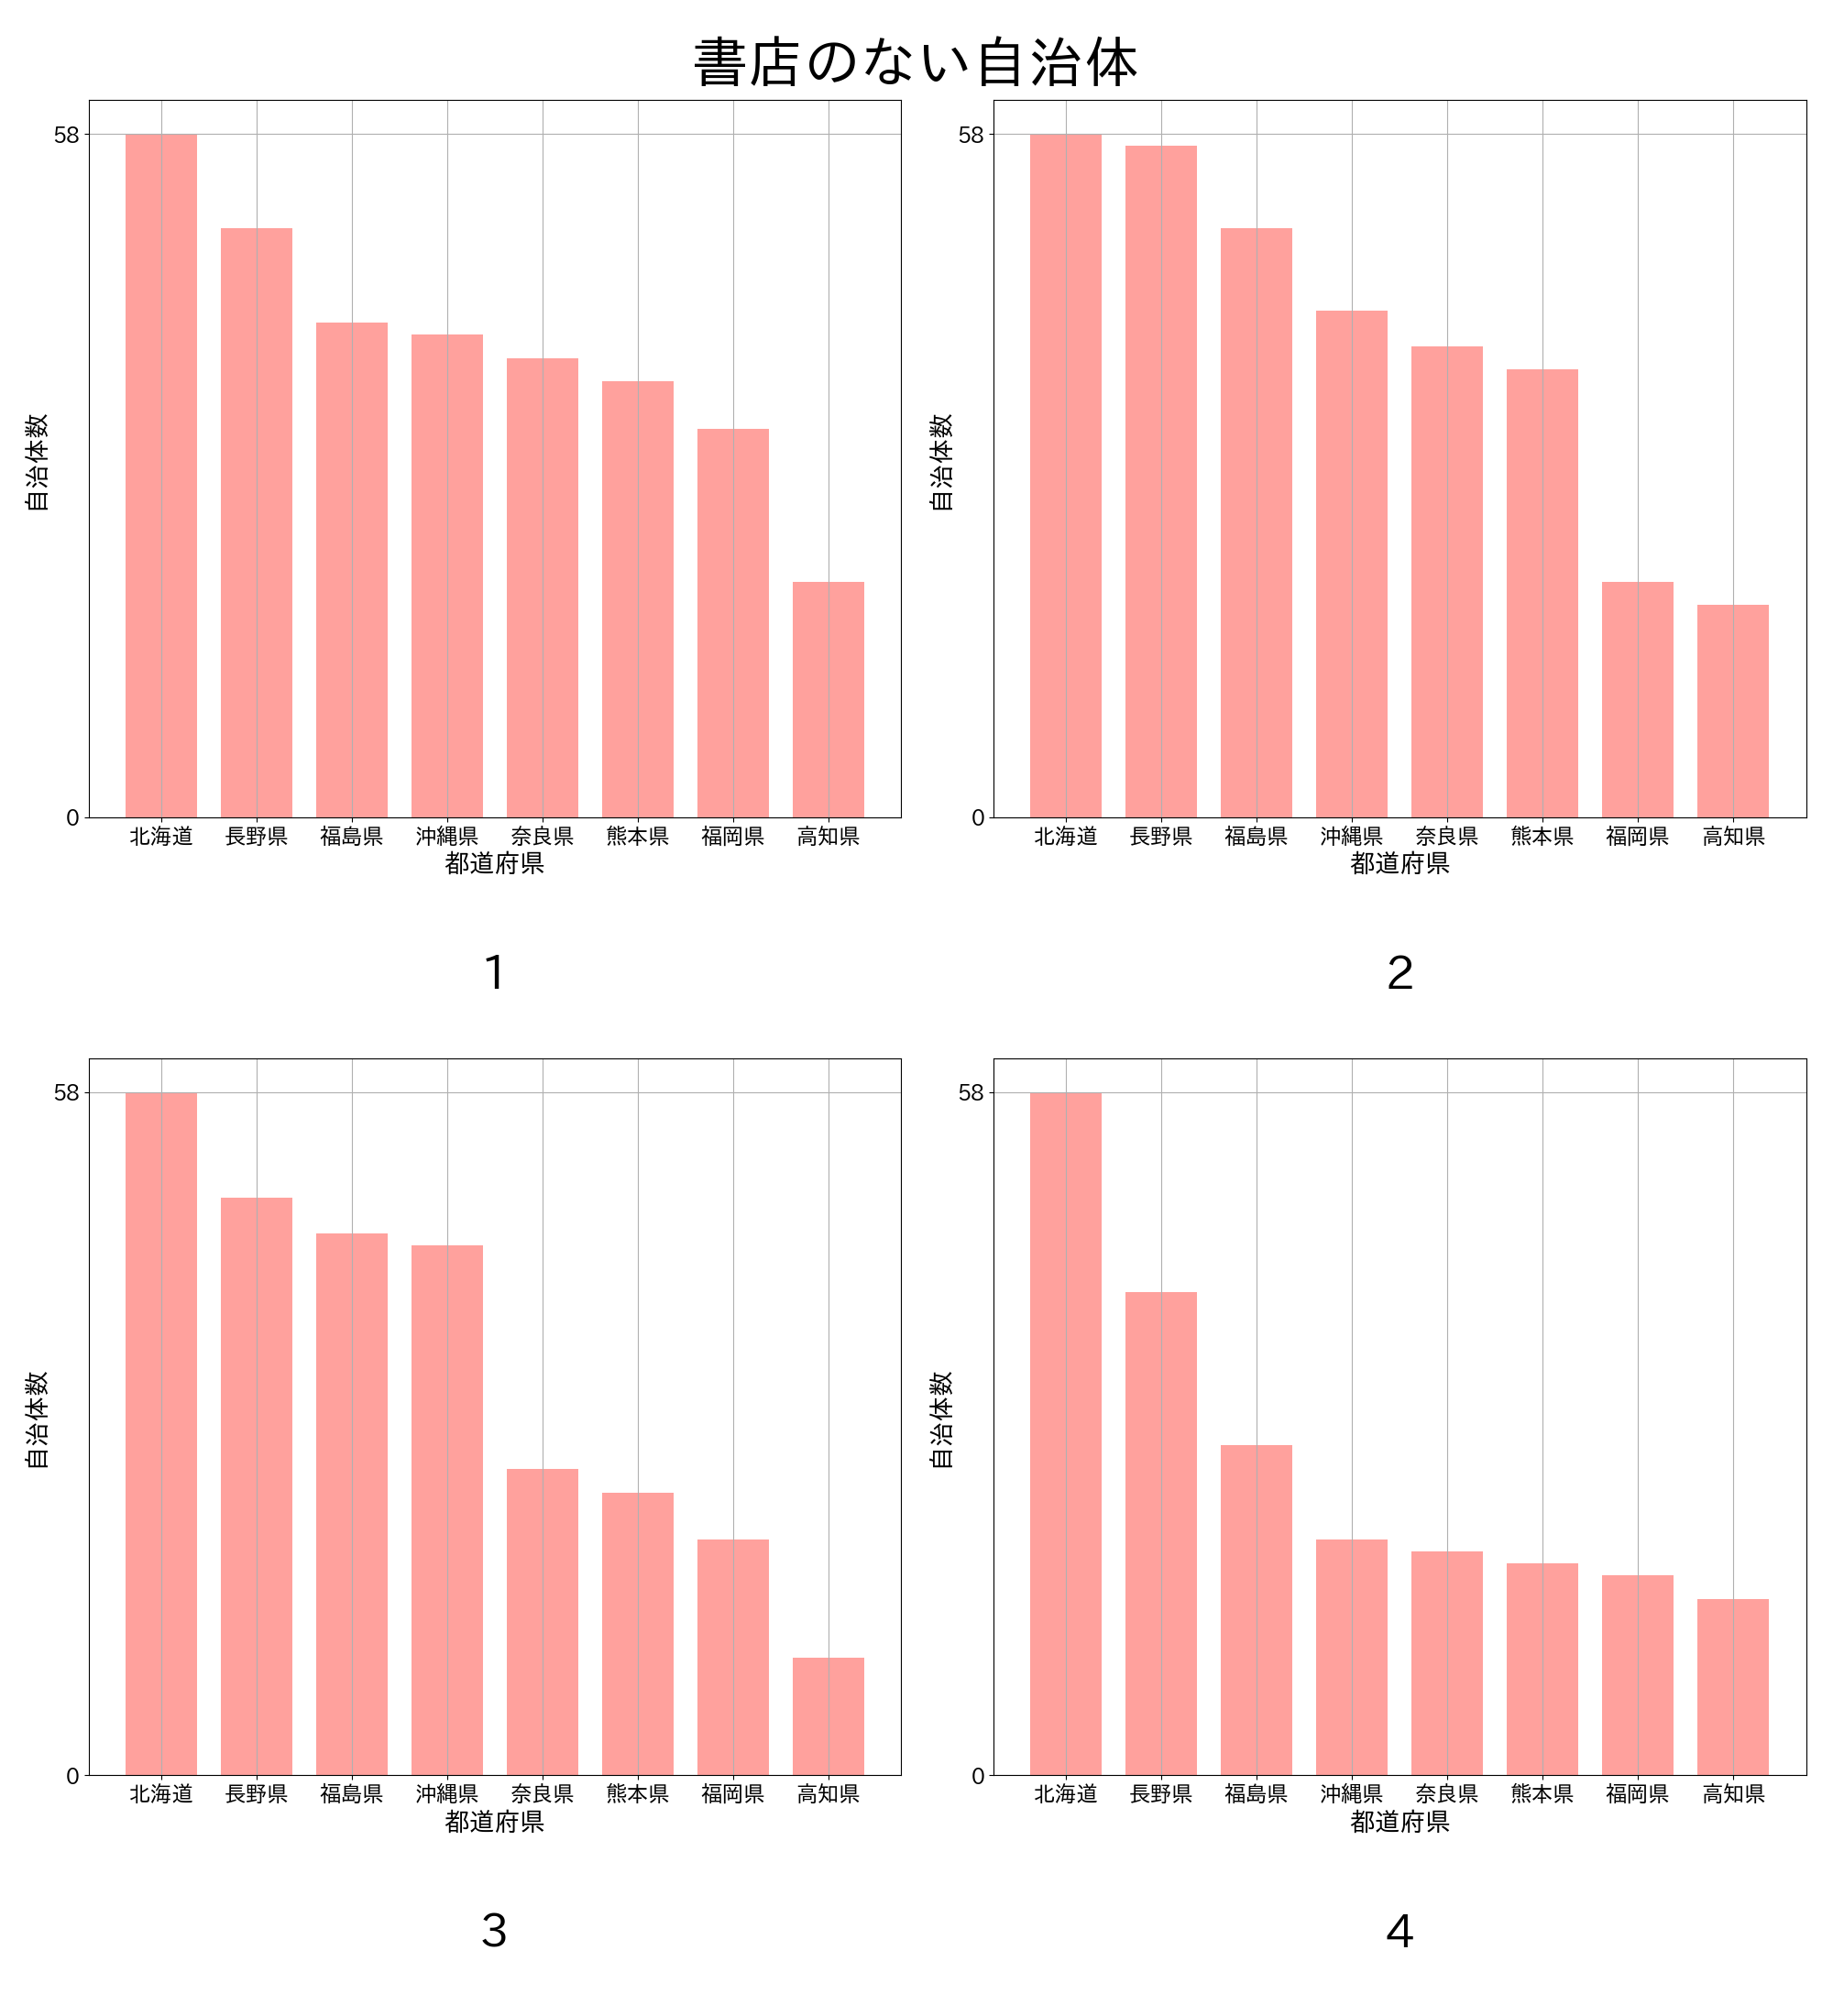 書店のない自治体
58
0
自治体数
北海道 長野県 福島県 沖縄県 奈良県 熊本県 福岡県 高知県
都道府県
1
58
0
自治体数
北海道 長野県 福島県 沖縄県 奈良県 熊本県 福岡県 高知県
都道府県
2
58
0
自治体数
北海道 長野県 福島県 沖縄県 奈良県 熊本県 福岡県 高知県
都道府県
3
58
0
自治体数
北海道 長野県 福島県 沖縄県 奈良県 熊本県 福岡県 高知県
都道府県
4